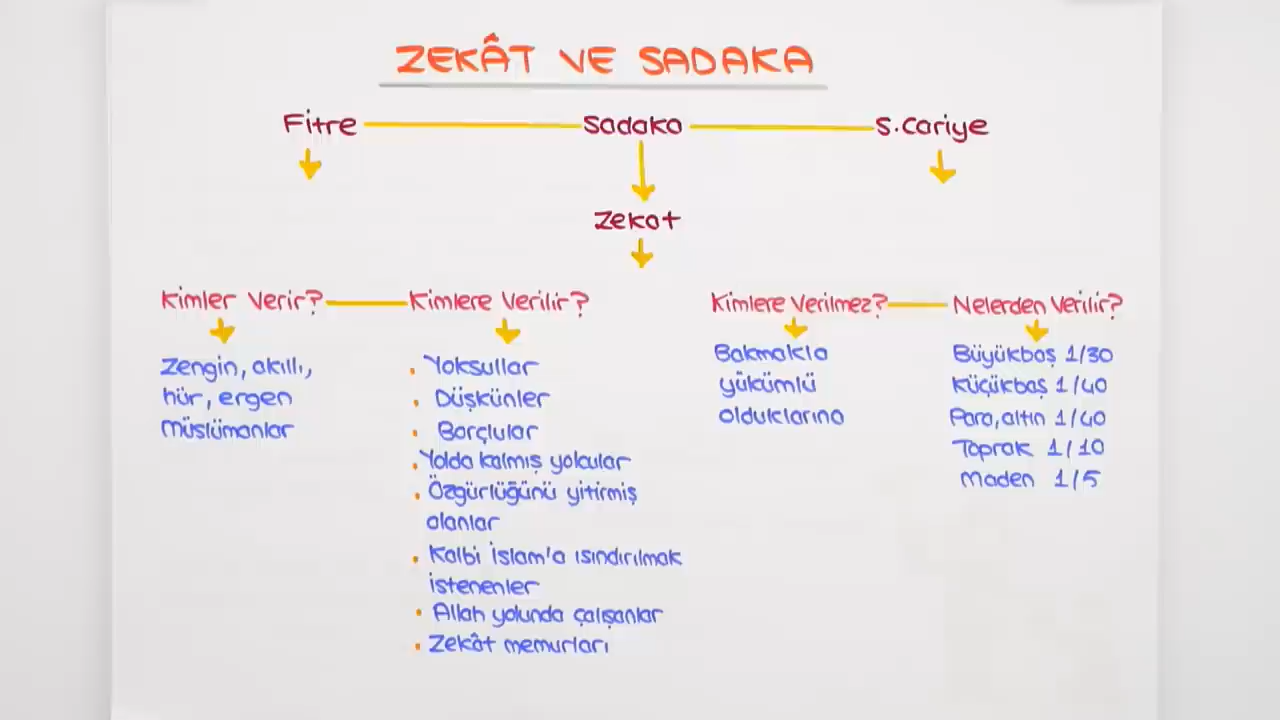 ZEKÂT VE SADAKA
Fitre
Sadaka
S.Cariye
Zekat
Kimler Verir?
Zengin, akıllı,
hür, ergen
Müslümanlar
Kimlere Verilir?
• Yoksullar
• Düşkünler
• Borçlular
• Yolda kalmış yolcular
• Özgürlüğünü yitirmiş
olanlar
• Kalbi İslam'a ısındırılmak
istenenler
• Allah yolunda çalışanlar
• Zekât memurları
Kimlere Verilmez?
Bakmakla
yükümlü
olduklarına
Nelerden Verilir?
Büyükbaş 1/30
Küçükbaş 1/40
Para, altın 1/40
Toprak 1/10
Maden 1/5